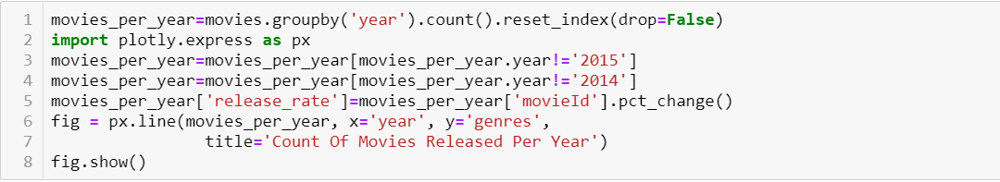 1 movies_per_year=movies.groupby('year').count().reset_index(drop=False)
2 import plotly.express as px
3 movies_per_year=movies_per_year[movies_per_year.year!='2015']
4 movies_per_year=movies_per_year[movies_per_year.year!='2014']
5 movies_per_year['release_rate']=movies_per_year['movieId'].pct_change()
6 fig = px.line(movies_per_year, x='year', y='genres',
7               title='Count Of Movies Released Per Year')
8 fig.show()